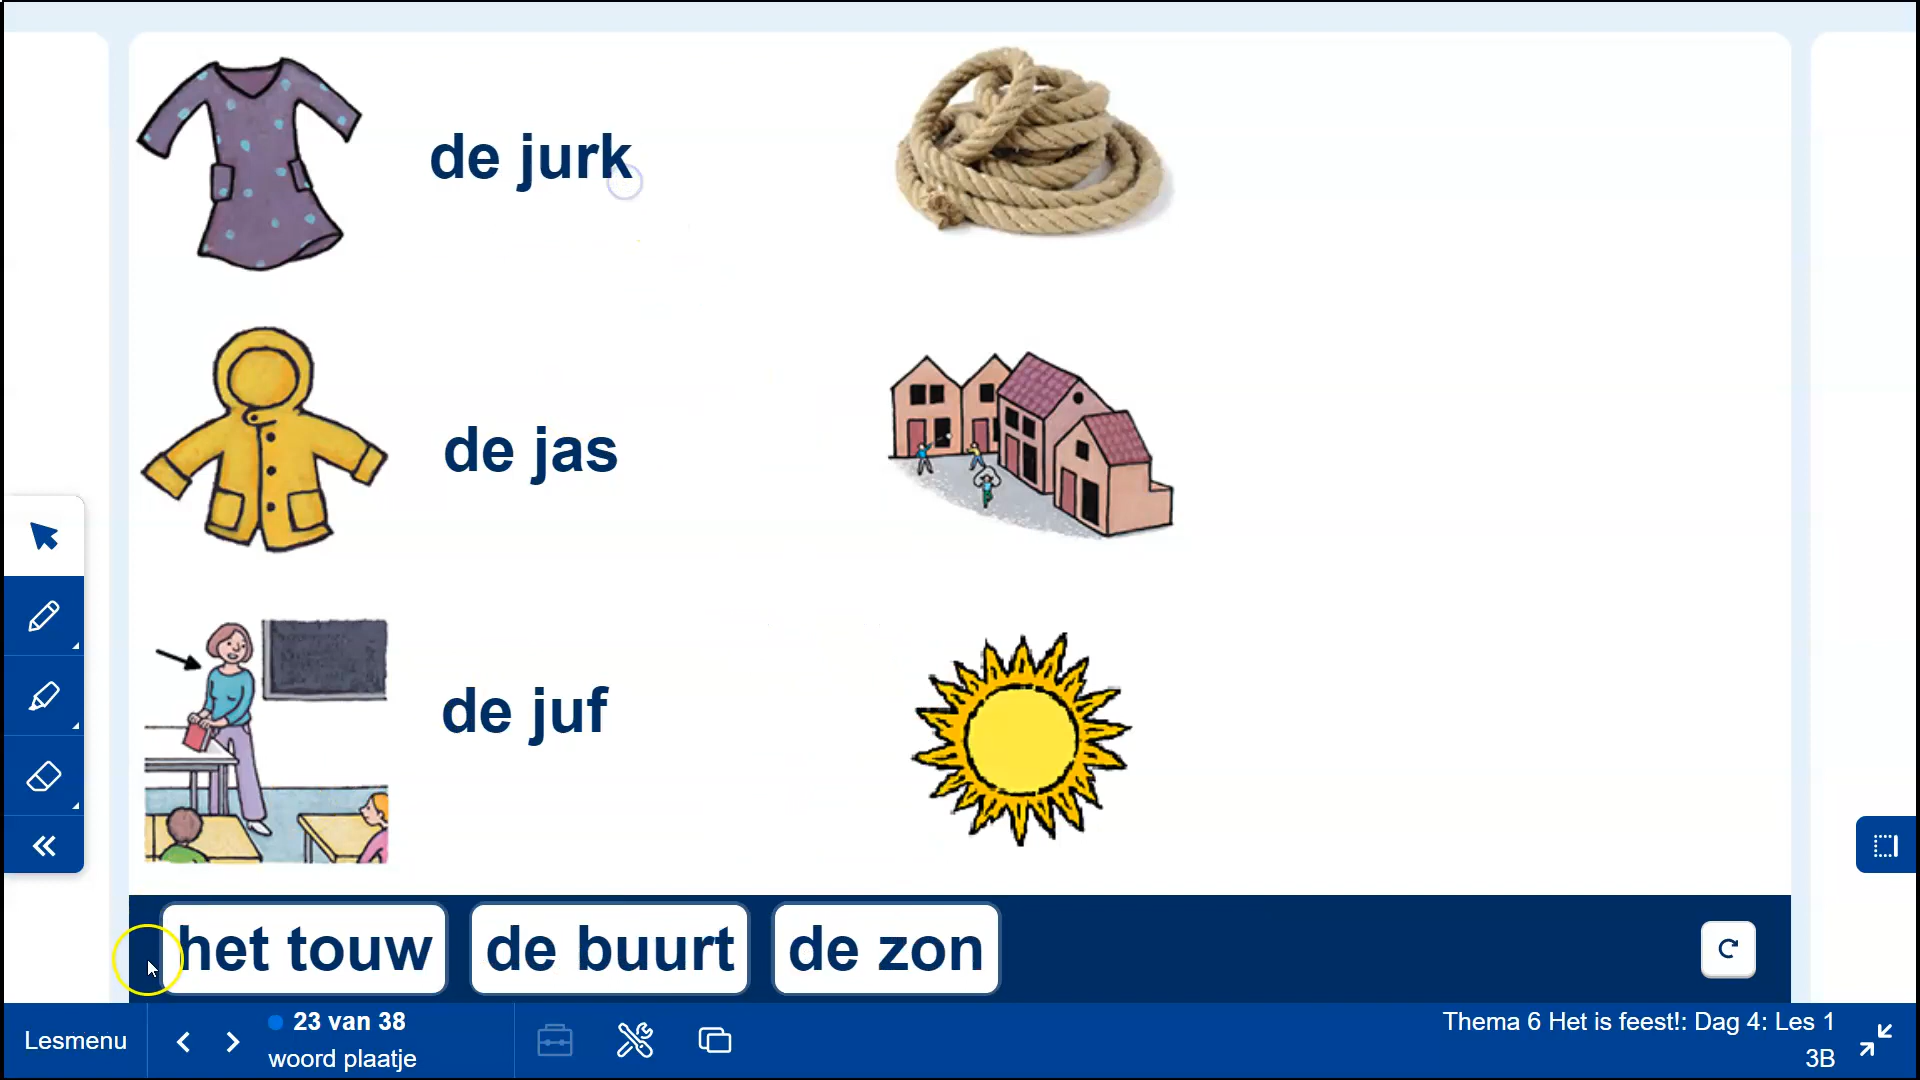 de jurk
de jas
de juf
het touw
de buurt
de zon
Lesmenu
23 van 38
woord plaatje
Thema 6 Het is feest!: Dag 4: Les 1
3B